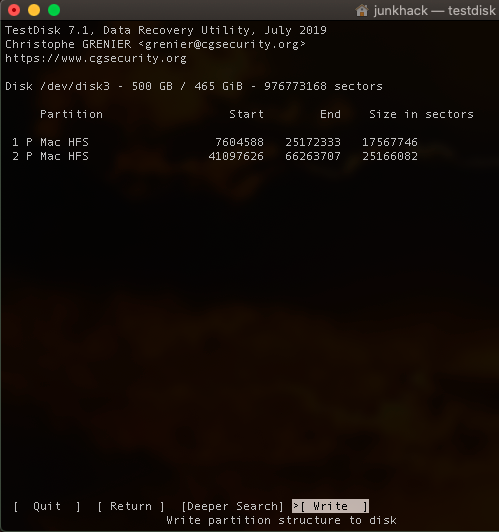 junkhack — testdisk
TestDisk 7.1, Data Recovery Utility, July 2019
Christophe GRENIER <grenier@cgsecurity.org>
https://www.cgsecurity.org
Disk /dev/disk3 - 500 GB / 465 GiB - 976773168 sectors
Partition Start End Size in sectors
1 P Mac HFS 7604588 25172333 17567746
2 P Mac HFS 41097626 66263707 25166082
[ Quit ] [ Return ] [Deeper Search] >[ Write ]
Write partition structure to disk